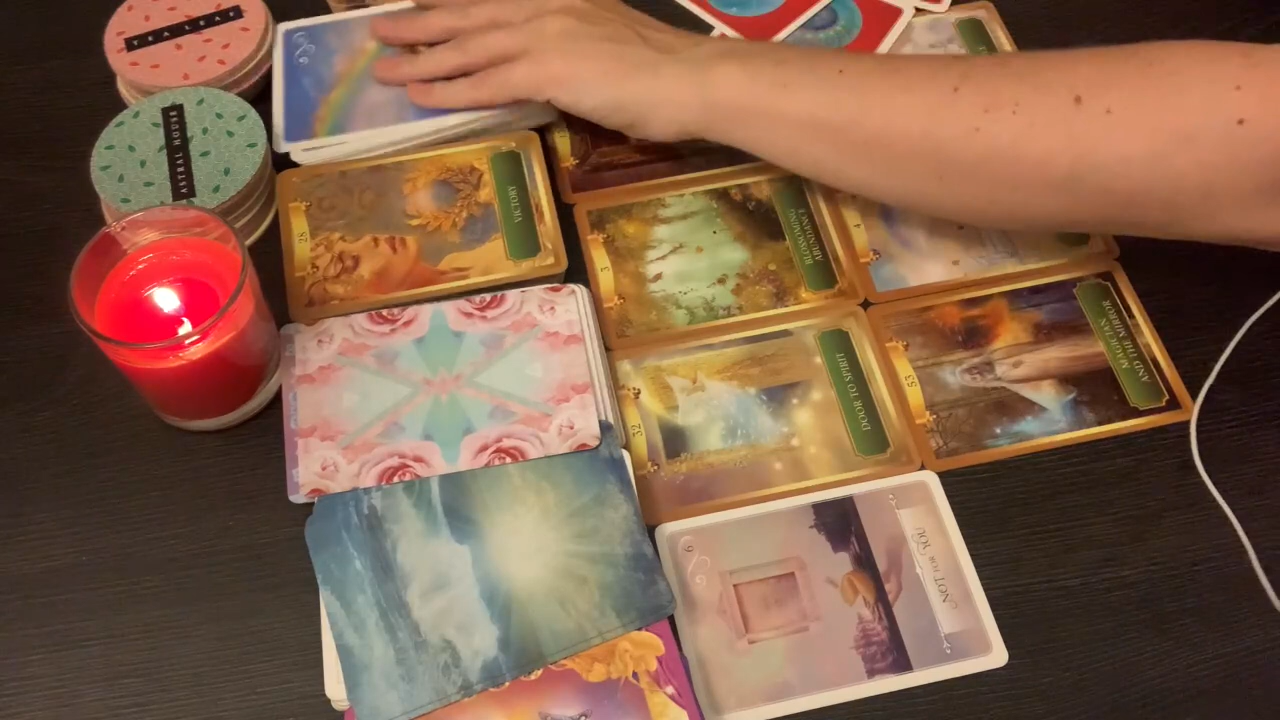 TEA LEAF
ASTRAL HOUSE
28
VICTORY
3
BLOSSOMING
ABUNDANCE
4
32
DOOR TO SPIRIT
53
MAGICIAN
AND THE MIRROR
6
NOT FOR YOU